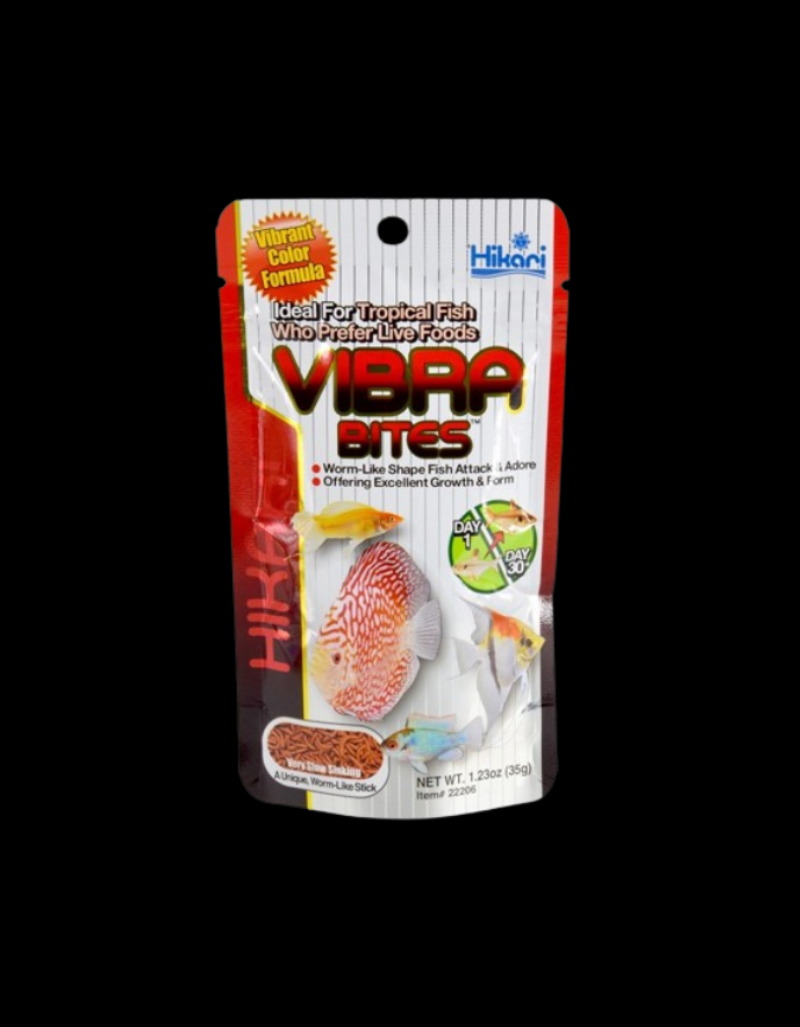 Vibrant
Color
Formula
Hikari
Ideal For Tropical Fish
Who Prefer Live Foods
VIBRA
BITES™
Worm-Like Shape Fish Attack & Adore
Offering Excellent Growth & Form
DAY
1
DAY
30
HIKARI
Very Slow Sinking
A Unique, Worm-Like Stick
NET WT. 1.23oz (35g)
Item# 22206